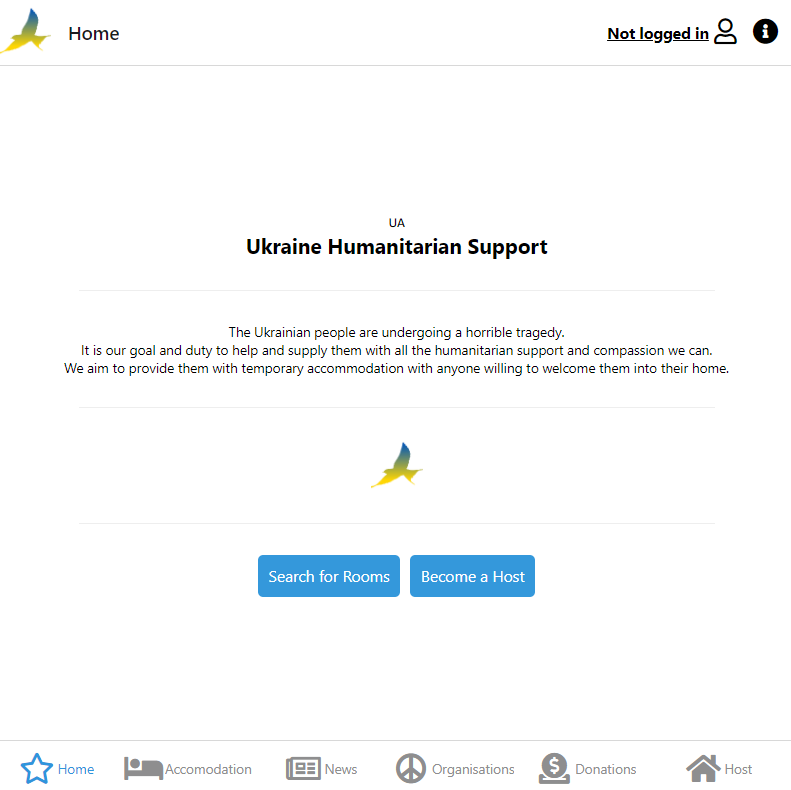 Home
Not logged in
UA
Ukraine Humanitarian Support
The Ukrainian people are undergoing a horrible tragedy.
It is our goal and duty to help and supply them with all the humanitarian support and compassion we can.
We aim to provide them with temporary accommodation with anyone willing to welcome them into their home.
Search for Rooms
Become a Host
Home
Accomodation
News
Organisations
Donations
Host